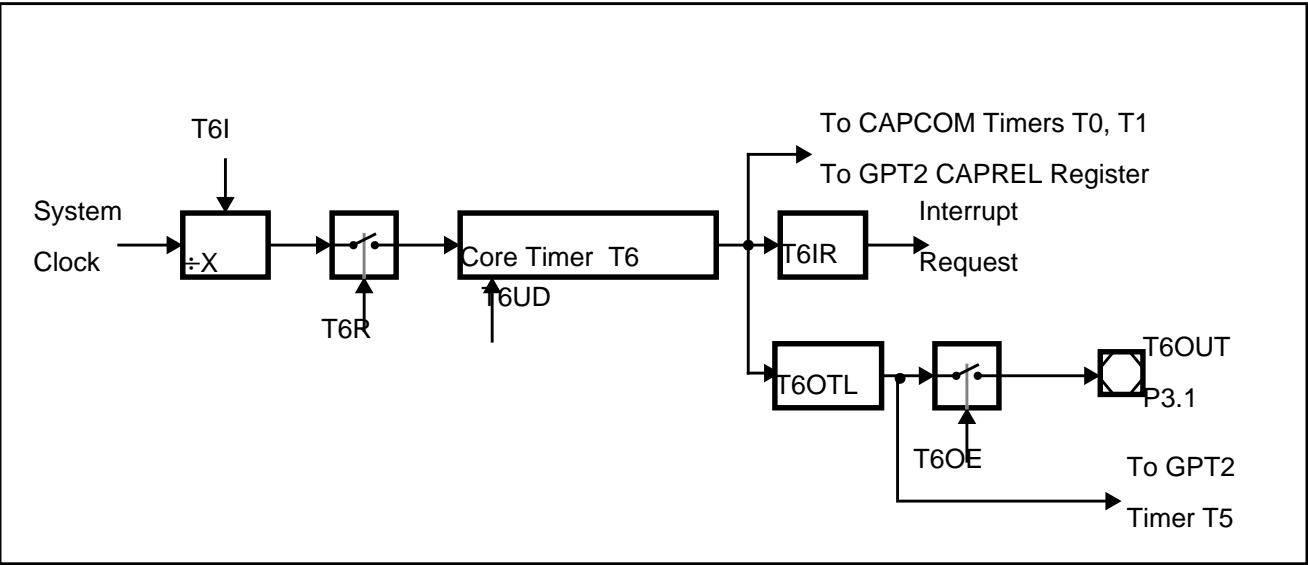 T6I
To CAPCOM Timers T0, T1
To GPT2 CAPREL Register
System
Clock
÷X
Core Timer T6
T6IR
Interrupt
Request
T6UD
T6R
T6OTL
T6OUT
P3.1
T6OE
To GPT2
Timer T5